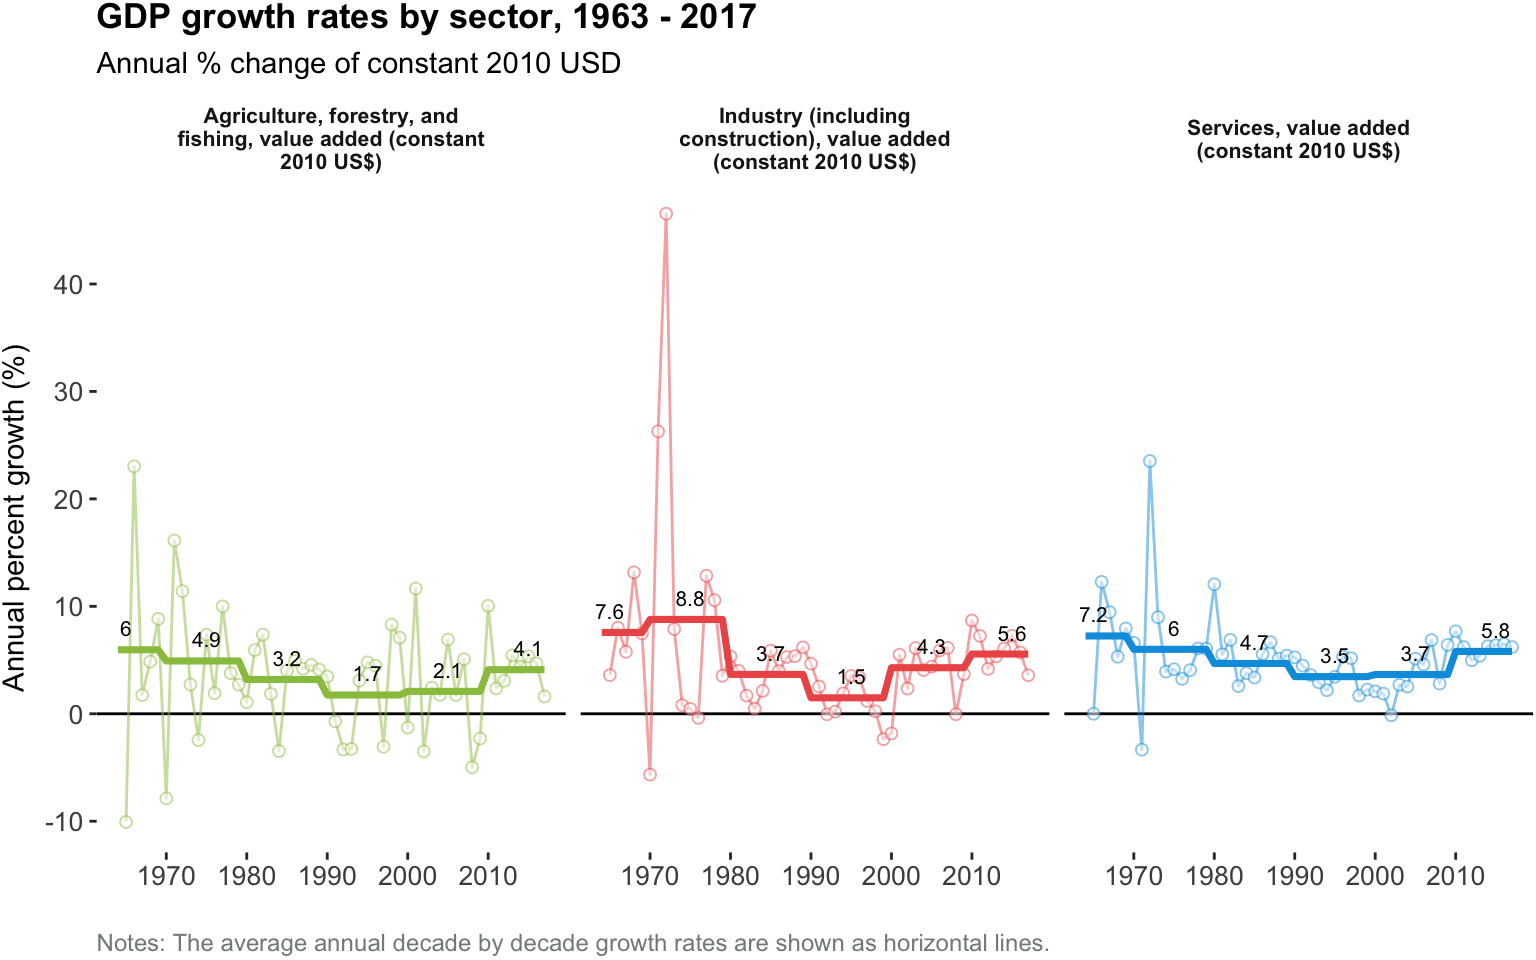 GDP growth rates by sector, 1963 - 2017
Annual % change of constant 2010 USD
Agriculture, forestry, and
fishing, value added (constant
2010 US$)
Industry (including
construction), value added
(constant 2010 US$)
Services, value added
(constant 2010 US$)
Annual percent growth (%)
40
30
20
10
0
-10
6
4.9
3.2
1.7
2.1
4.1
7.6
8.8
3.7
1.5
4.3
5.6
7.2
6
4.7
3.5
3.7
5.8
1970 1980 1990 2000 2010
1970 1980 1990 2000 2010
1970 1980 1990 2000 2010
Notes: The average annual decade by decade growth rates are shown as horizontal lines.